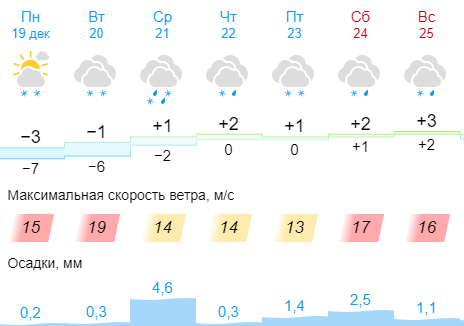 Пн Вт Ср Чт Пт Сб Вс
19 дек 20 21 22 23 24 25
−3 −1 +1 +2 +1 +2 +3
−7 −6 −2 0 0 +1 +2
Максимальная скорость ветра, м/с
15 19 14 14 13 17 16
Осадки, мм
0,2 0,3 4,6 0,3 1,4 2,5 1,1